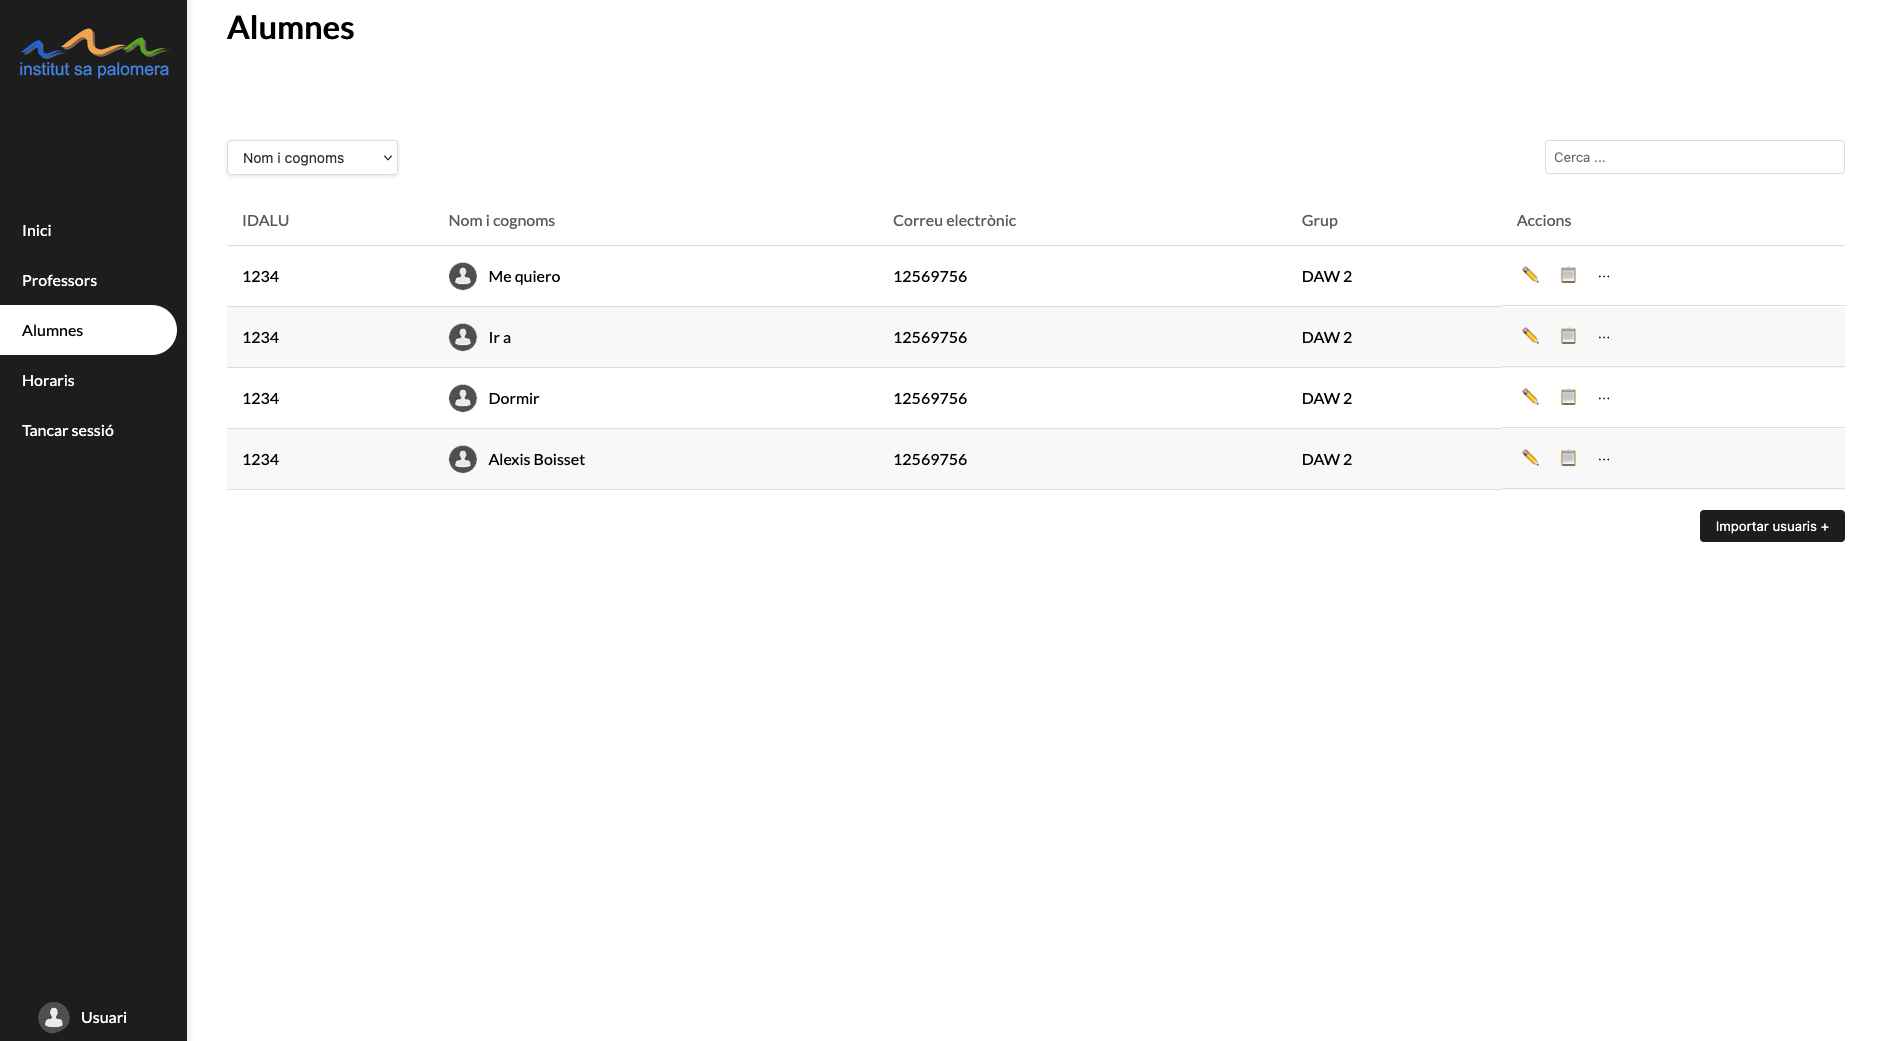 institut sa palomera
Inici
Professors
Alumnes
Horaris
Tancar sessió
Usuari
Alumnes
Nom i cognoms
Cerca ...
IDALU Nom i cognoms Correu electrònic Grup Accions
1234 Me quiero 12569756 DAW 2 ...
1234 Ir a 12569756 DAW 2 ...
1234 Dormir 12569756 DAW 2 ...
1234 Alexis Boisset 12569756 DAW 2 ...
Importar usuaris +